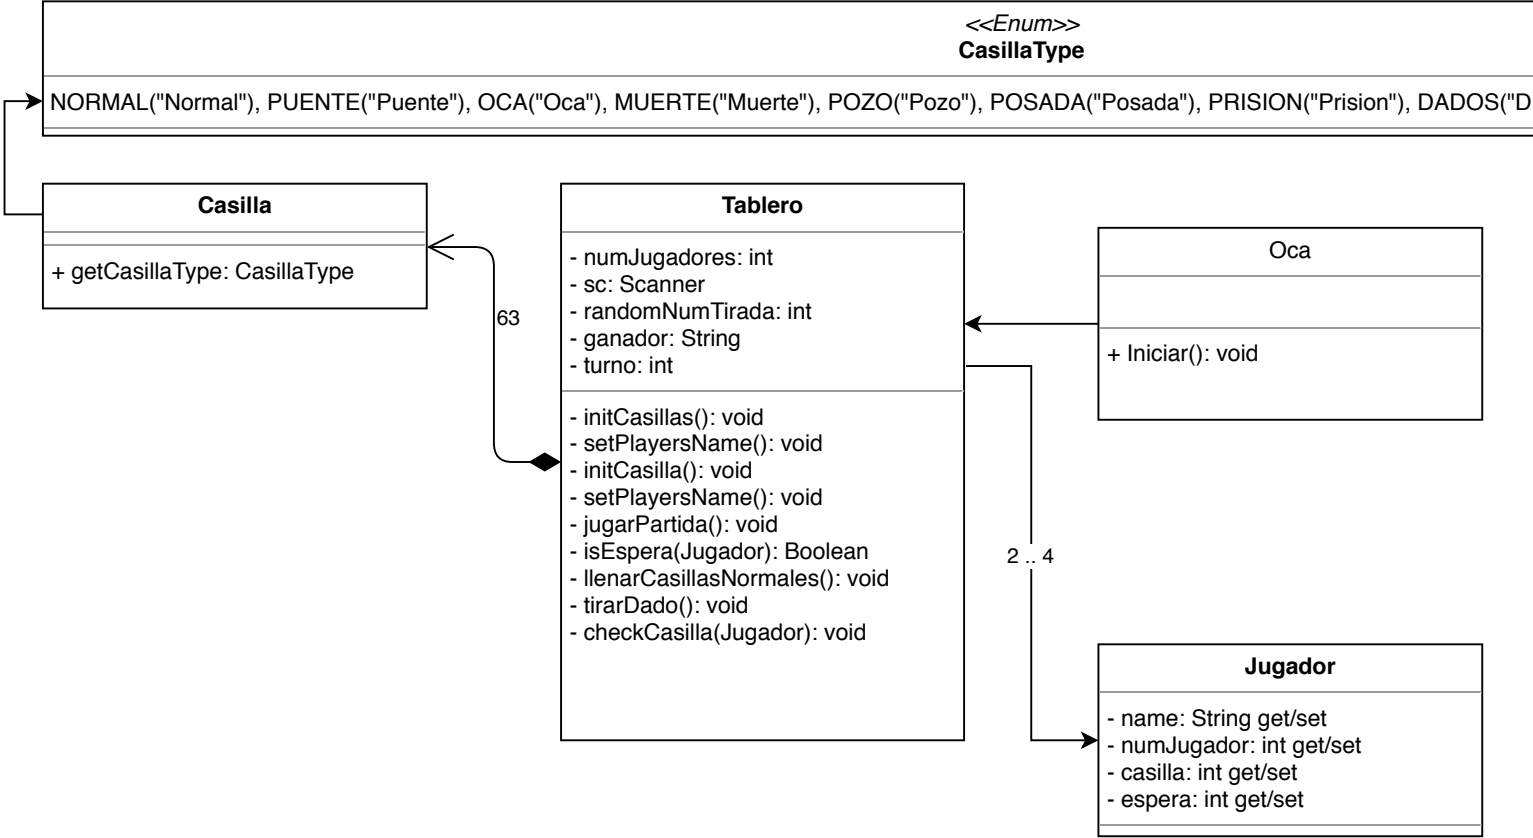 <<Enum>>
CasillaType
NORMAL("Normal"), PUENTE("Puente"), OCA("Oca"), MUERTE("Muerte"), POZO("Pozo"), POSADA("Posada"), PRISION("Prision"), DADOS("D
Casilla
+ getCasillaType: CasillaType
63
Tablero
- numJugadores: int
- sc: Scanner
- randomNumTirada: int
- ganador: String
- turno: int
- initCasillas(): void
- setPlayersName(): void
- initCasilla(): void
- setPlayersName(): void
- jugarPartida(): void
- isEspera(Jugador): Boolean
- llenarCasillasNormales(): void
- tirarDado(): void
- checkCasilla(Jugador): void
Oca
+ Iniciar(): void
2 .. 4
Jugador
- name: String get/set
- numJugador: int get/set
- casilla: int get/set
- espera: int get/set